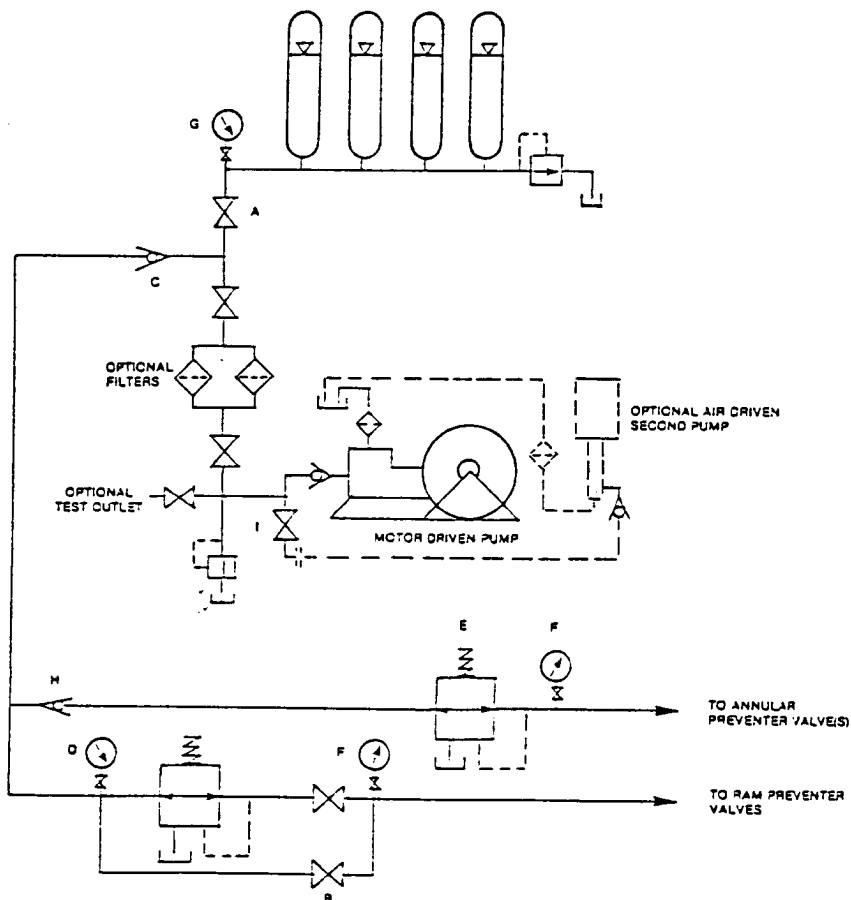 G
A
C
OPTIONAL
FILTERS
OPTIONAL AIR DRIVEN
SECOND PUMP
OPTIONAL
TEST OUTLET
I
MOTOR DRIVEN PUMP
E
F
H
TO ANNULAR
PREVENTER VALVE(S)
D
F
TO RAM PREVENTER
VALVES
B